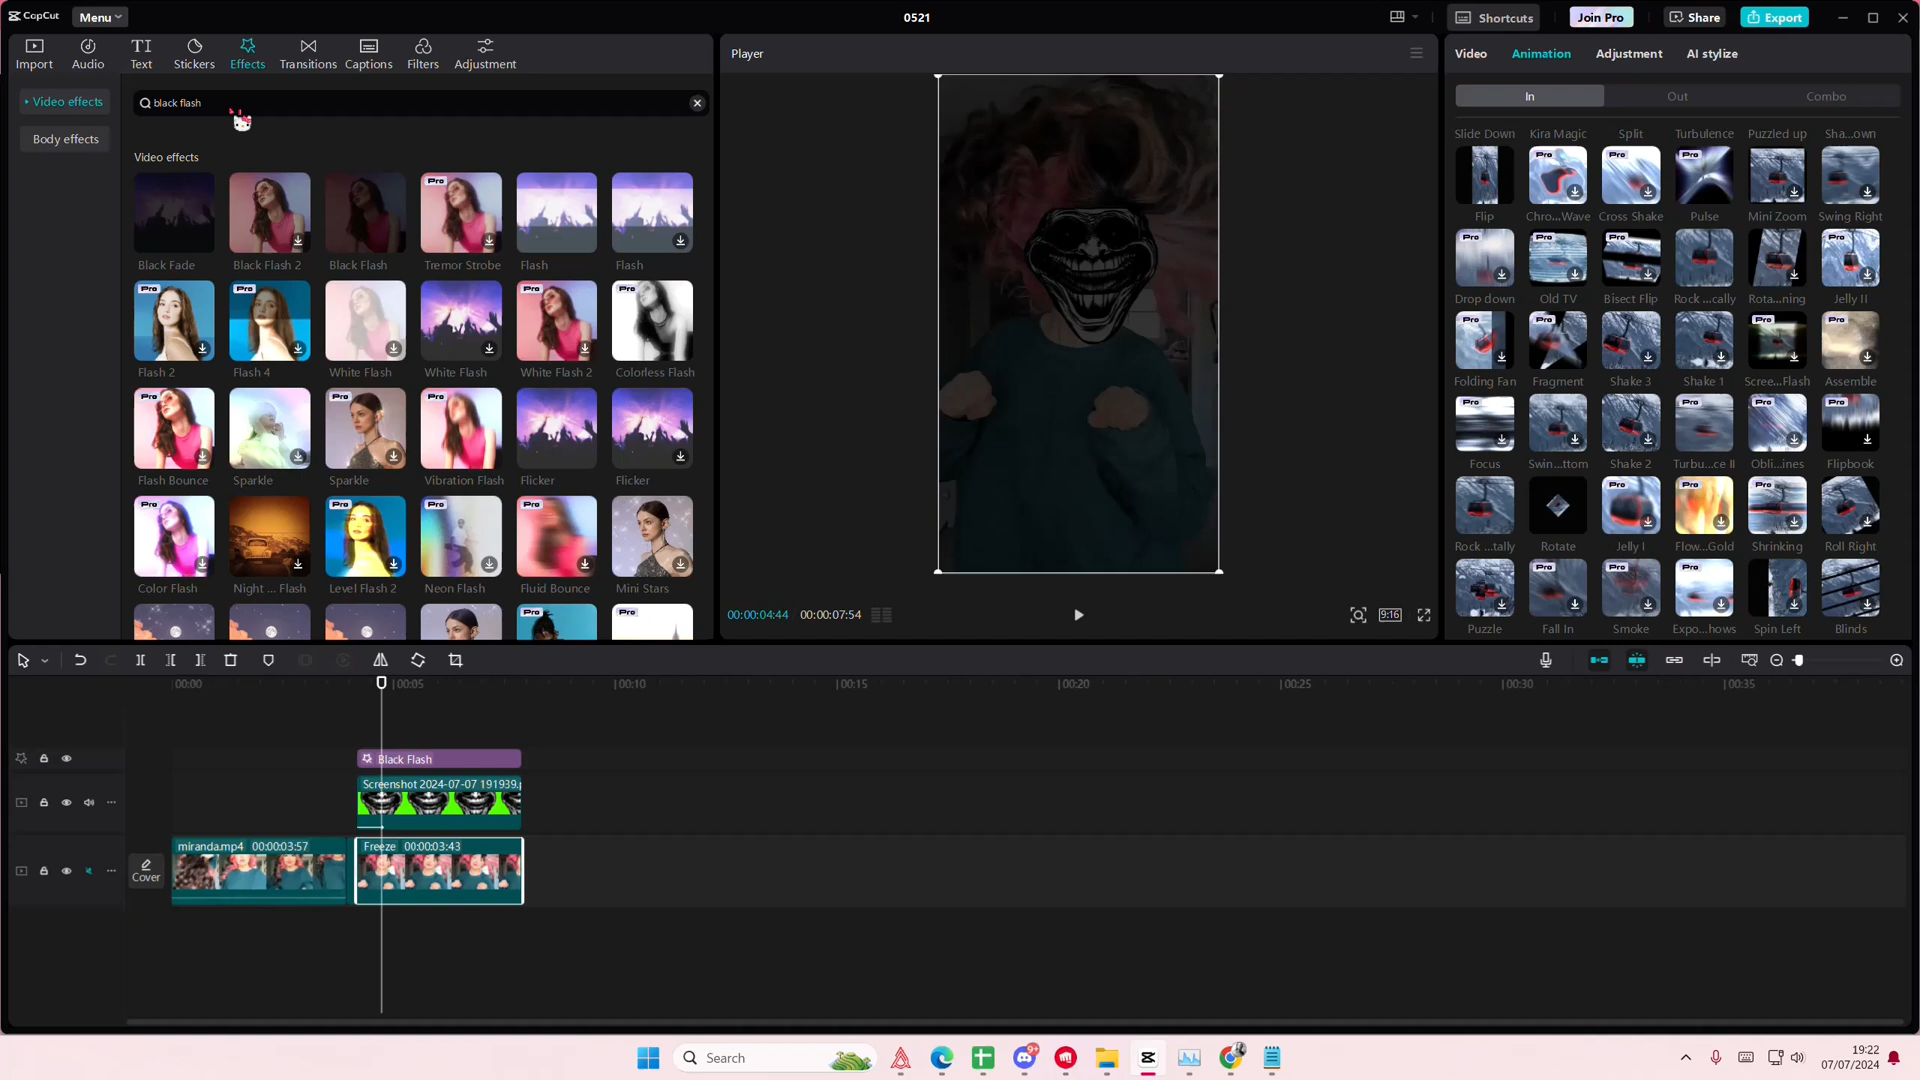 CapCut
Menu
0521
Shortcuts
Join Pro
Share
Export
Import
Audio
Text
Stickers
Effects
Transitions
Captions
Filters
Adjustment
Video effects
Body effects
black flash
Video effects
Black Fade
Pro
Black Flash 2
Black Flash
Tremor Strobe
Flash
Flash
Flash 2
Flash 4
White Flash
White Flash
White Flash 2
Colorless Flash
Flash Bounce
Sparkle
Sparkle
Vibration Flash
Flicker
Flicker
Color Flash
Night ... Flash
Level Flash 2
Neon Flash
Fluid Bounce
Mini Stars
Player
00:00:04:44
00:00:07:54
9:16
Video
Animation
Adjustment
AI stylize
In
Out
Combo
Slide Down
Kira Magic
Split
Turbulence
Puzzled up
Sha...own
Flip
Chro...Wave
Cross Shake
Pulse
Mini Zoom
Swing Right
Drop down
Old TV
Bisect Flip
Rock ...cally
Rota...ning
Jelly II
Folding Fan
Fragment
Shake 3
Shake 1
Scree...Flash
Assemble
Focus
Swin...ttom
Shake 2
Turbu...ce II
Obli...ines
Flipbook
Rock ...tally
Rotate
Jelly I
Flow...Gold
Shrinking
Roll Right
Puzzle
Fall In
Smoke
Expo...hows
Spin Left
Blinds
00:00
00:05
00:10
00:15
00:20
00:25
00:30
00:35
Black Flash
Screenshot 2024-07-07 191939.p
Cover
miranda.mp4 00:00:03:57
Freeze 00:00:03:43
Search
9+
19:22
07/07/2024